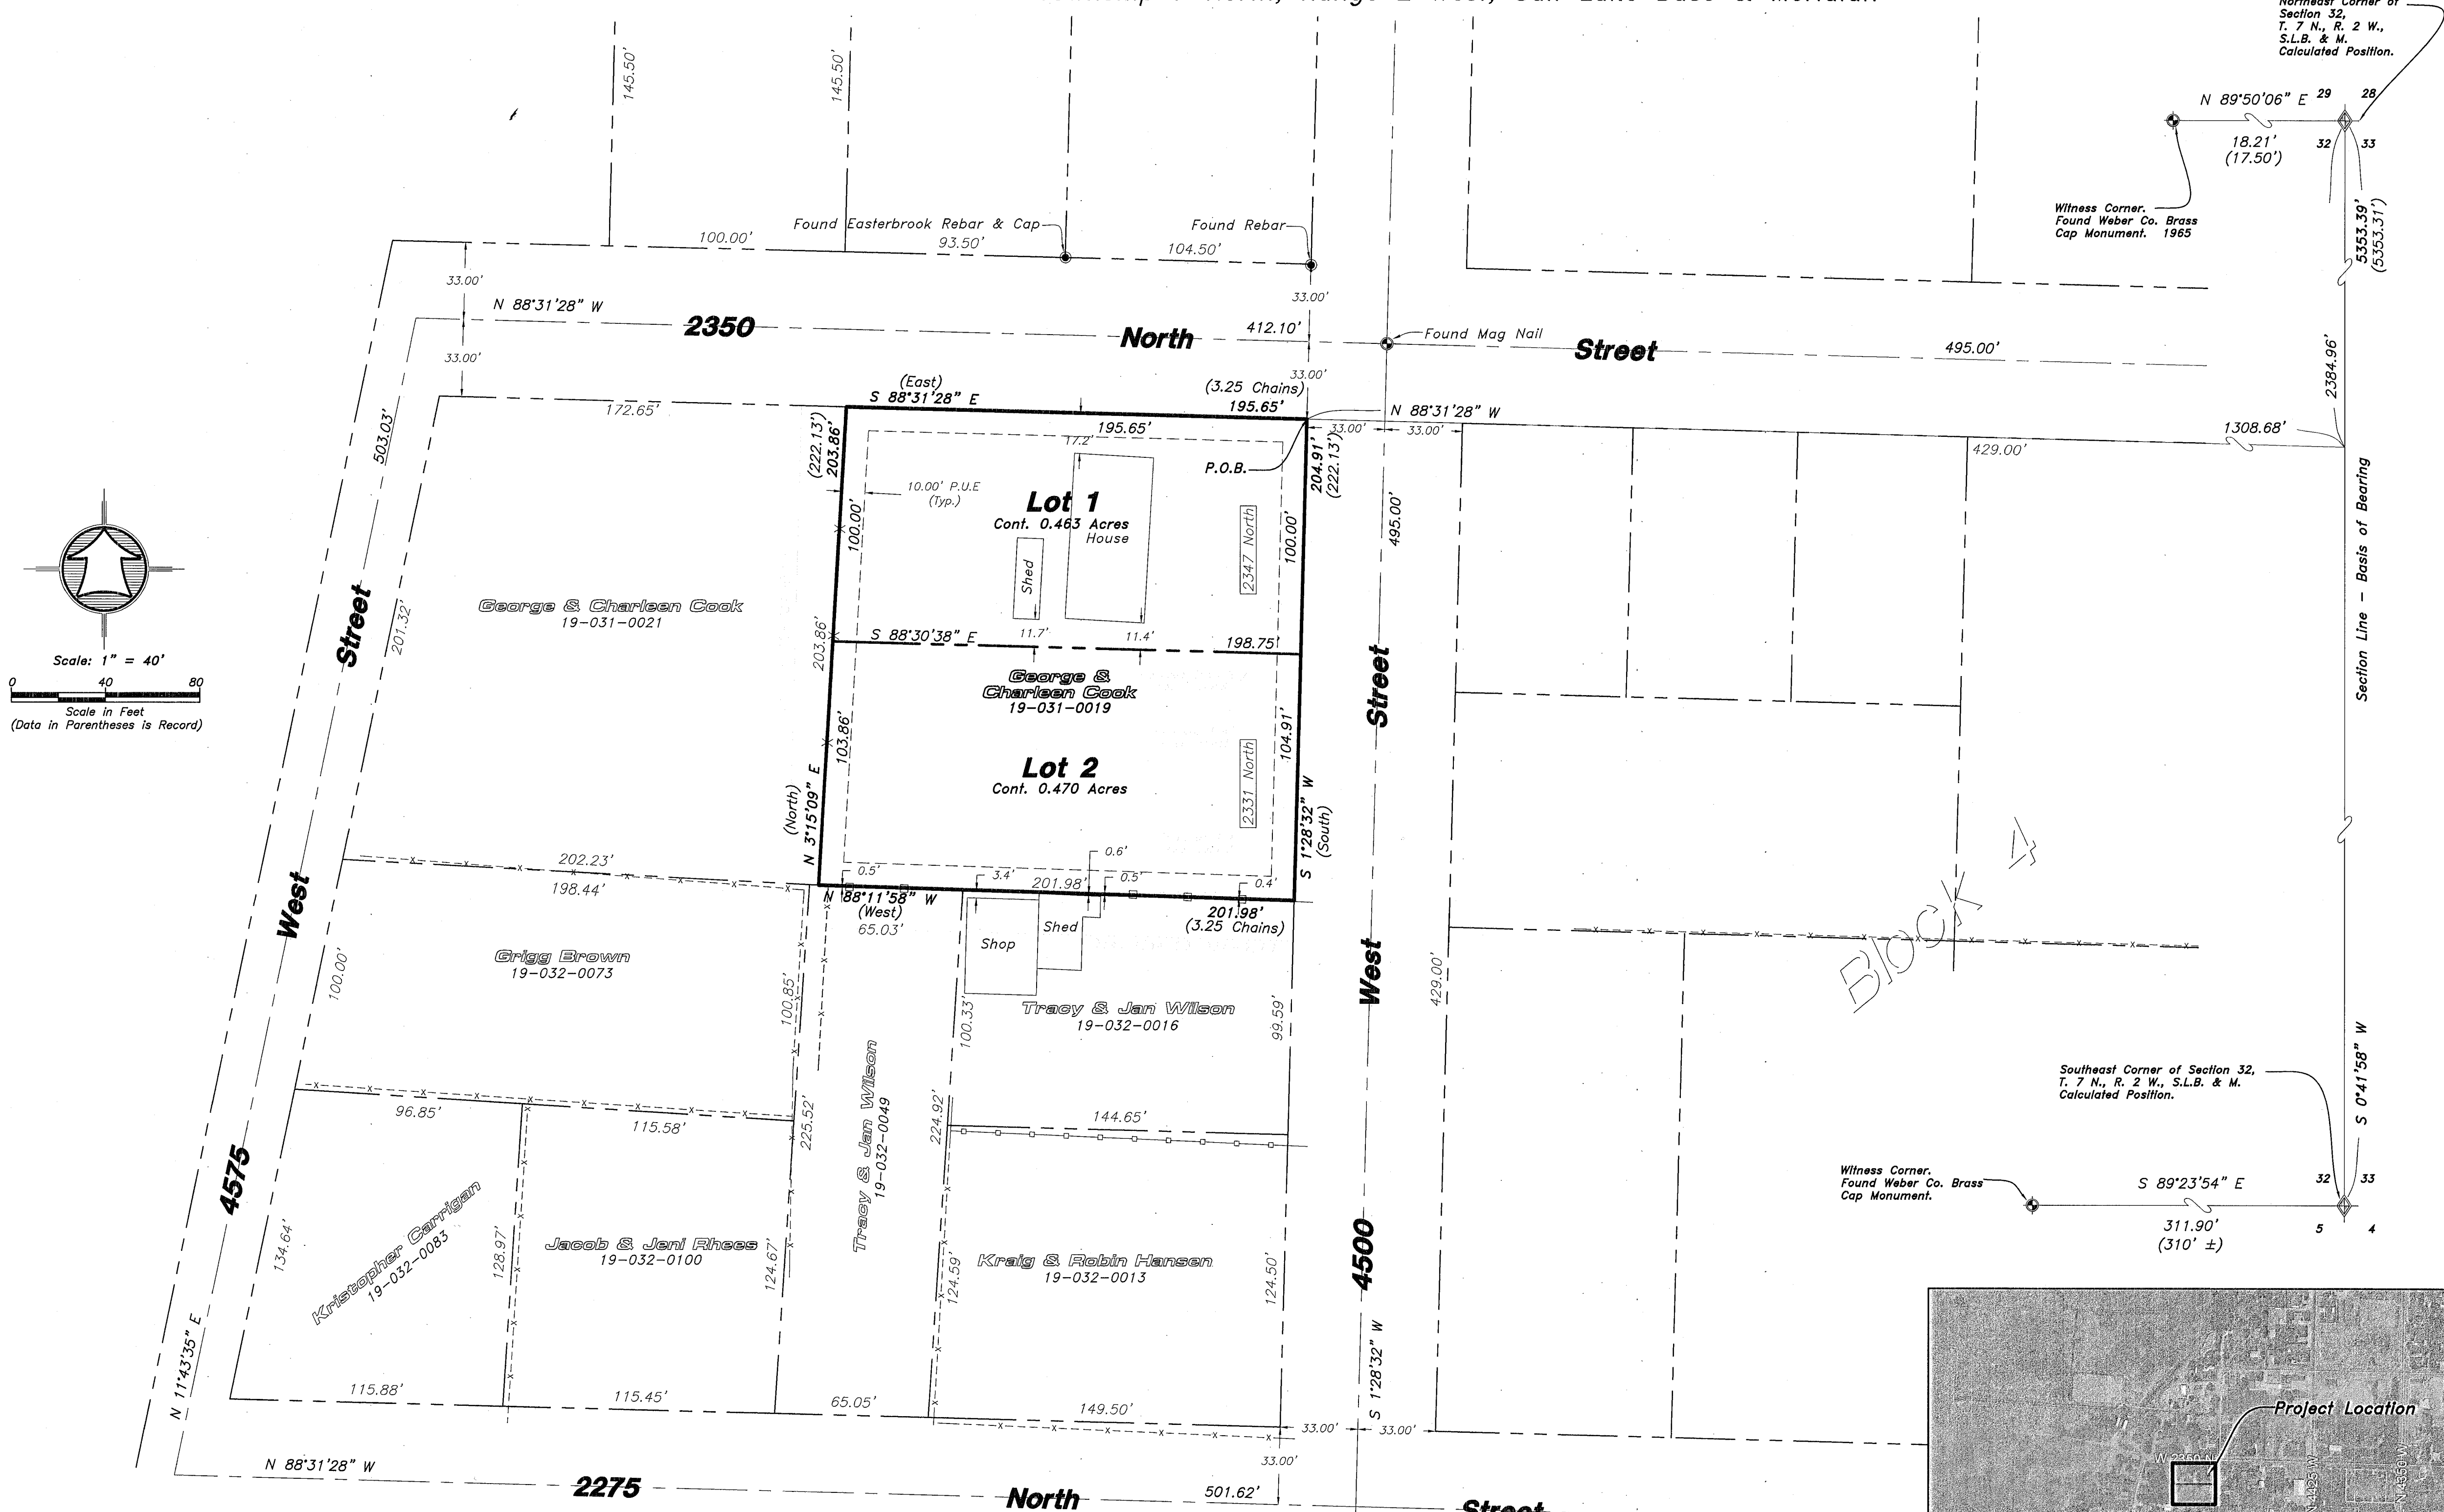 North, Range 2 West, Salt Lake Base & Meridian
Northeast Corner of
Section 32,
T. 7 N., R. 2 W.,
S.L.B. & M.
Calculated Position.
N 89°50'06" E
29
28
32
33
18.21'
(17.50')
Witness Corner.
Found Weber Co. Brass
Cap Monument. 1965
5353.39'
(5353.31')
145.50'
145.50'
Found Easterbrook Rebar & Cap
Found Rebar
100.00'
93.50'
104.50'
33.00'
33.00'
N 88°31'28" W
2350
North
412.10'
Found Mag Nail
Street
495.00'
33.00'
33.00'
2384.96'
(East)
S 88°31'28" E
(3.25 Chains)
195.65'
N 88°31'28" W
172.65'
33.00'
33.00'
1308.68'
429.00'
503.03'
(222.13')
203.86'
195.65'
17.2'
P.O.B.
204.91'
(222.13')
10.00' P.U.E
(Typ.)
Lot 1
Cont. 0.463 Acres
House
Shed
2347 North
100.00'
100.00'
495.00'
Section Line - Basis of Bearing
Street
201.32'
George & Charleen Cook
19-031-0021
203.86'
S 88°30'38" E
11.7'
11.4'
198.75'
Scale: 1" = 40'
0
40
80
Scale in Feet
(Data in Parentheses is Record)
George &
Charleen Cook
19-031-0019
Street
103.86'
104.91'
Lot 2
Cont. 0.470 Acres
2331 North
(North)
N 3°15'09" E
S 1°28'32" W
(South)
202.23'
198.44'
0.5'
3.4'
201.98'
0.6'
0.5'
0.4'
N 88°11'58" W
(West)
65.03'
201.98'
(3.25 Chains)
West
West
Block 4
Shop
Shed
Grigg Brown
19-032-0073
100.00'
100.85'
100.33'
Tracy & Jan Wilson
19-032-0016
99.59'
429.00'
Tracy & Jan Wilson
19-032-0049
96.85'
115.58'
225.52'
224.92'
144.65'
S 0°41'58" W
Southeast Corner of Section 32,
T. 7 N., R. 2 W., S.L.B. & M.
Calculated Position.
Witness Corner.
Found Weber Co. Brass
Cap Monument.
S 89°23'54" E
32
33
311.90'
(310' ±)
5
4
4575
4500
134.64'
Kristopher Carrigan
19-032-0083
128.97'
Jacob & Jeni Rhees
19-032-0100
124.67'
124.59'
Kraig & Robin Hansen
19-032-0013
124.50'
N 11°43'35" E
S 1°28'32" W
115.88'
115.45'
65.05'
149.50'
33.00'
33.00'
33.00'
N 88°31'28" W
2275
North
501.62'
Street
Project Location
W 2350 N
N 4425 W
N 4350 W